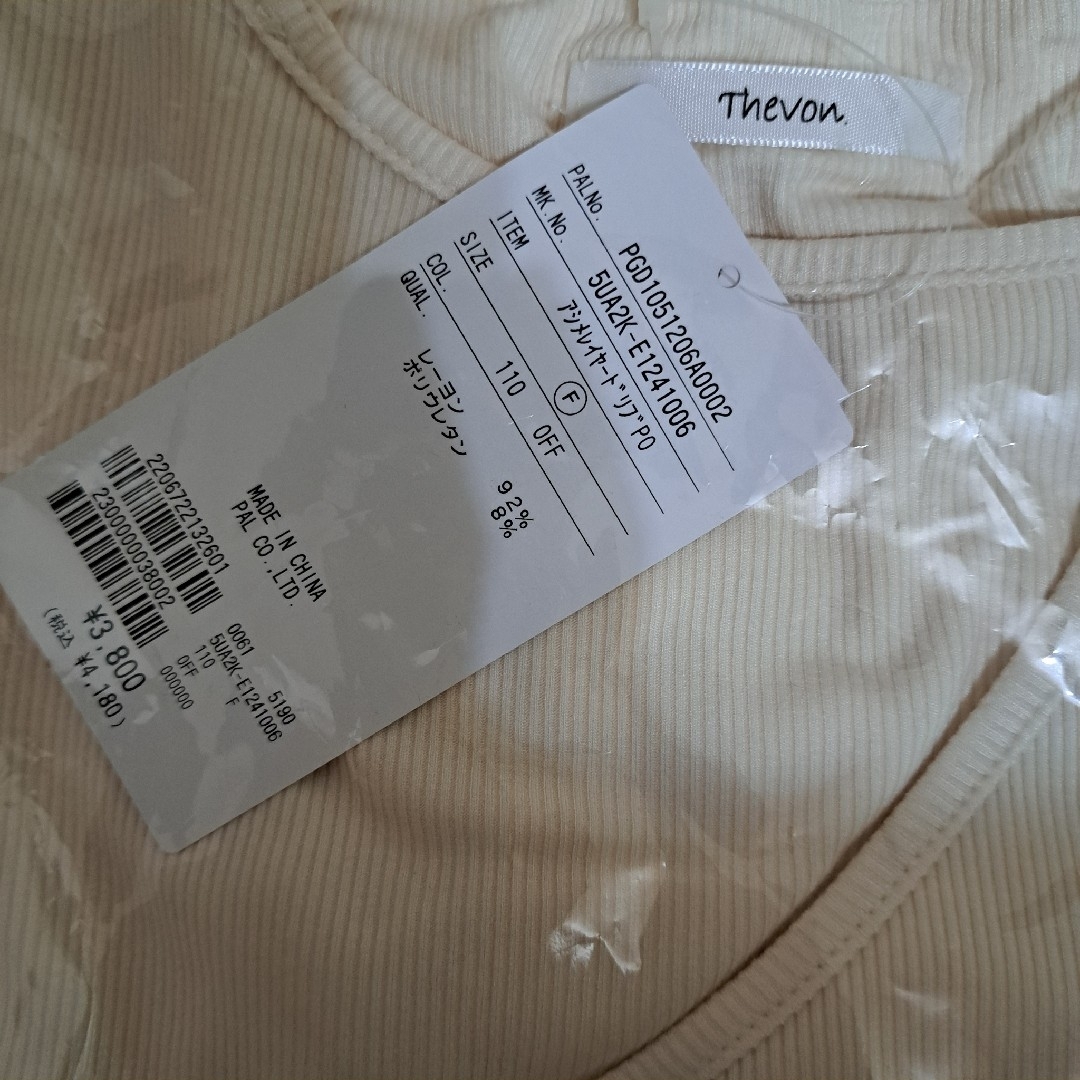 Thevon.
PALNo. PGD1051206A0002
MK.No. 5UA2K-E1241006
ITEM アシメレイヤードリブPO
SIZE Ⓕ
COL. 110 OFF
QUAL.
レーヨン 92%
ポリウレタン 8%
MADE IN CHINA
PAL CO.,LTD.
2206722132601
2300000038002
0061 5190
5UA2K-E1241006
110 F
OFF
000000
¥3,800
(税込 ¥4,180)